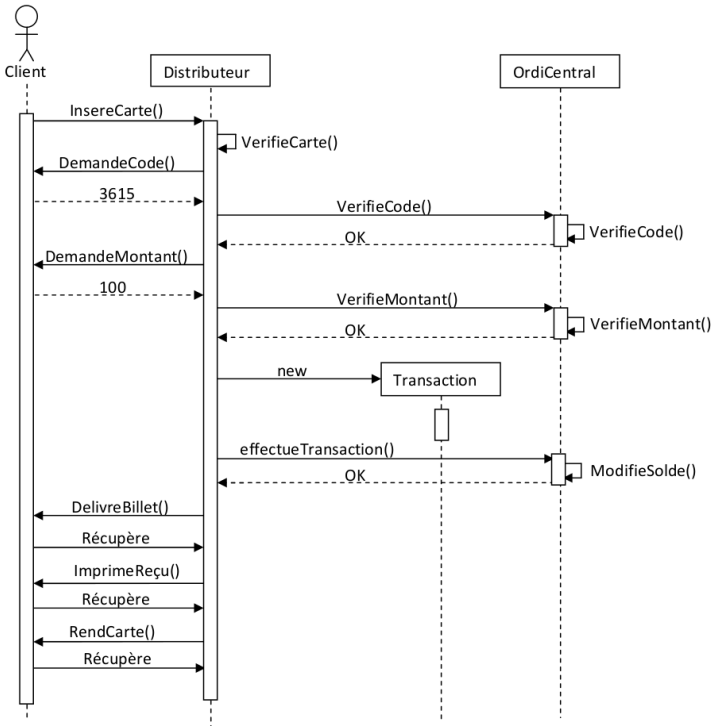 Client
Distributeur
OrdiCentral
InsereCarte()
VerifieCarte()
DemandeCode()
3615
VerifieCode()
VerifieCode()
OK
DemandeMontant()
100
VerifieMontant()
VerifieMontant()
OK
new
Transaction
effectueTransaction()
ModifieSolde()
OK
DelivreBillet()
Récupère
ImprimeReçu()
Récupère
RendCarte()
Récupère